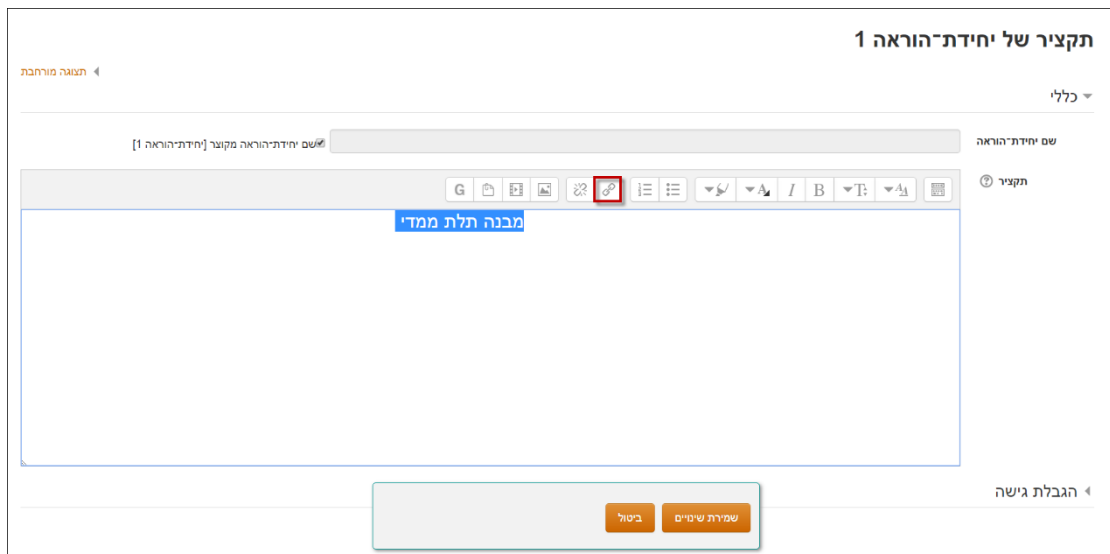 תקציר של יחידת־הוראה 1
תצוגה מורחבת
כללי
שם יחידת־הוראה
שם יחידת־הוראה מקוצר [יחידת־הוראה 1]
תקציר
G I B T A
מבנה תלת ממדי
הגבלת גישה
שמירת שינויים ביטול